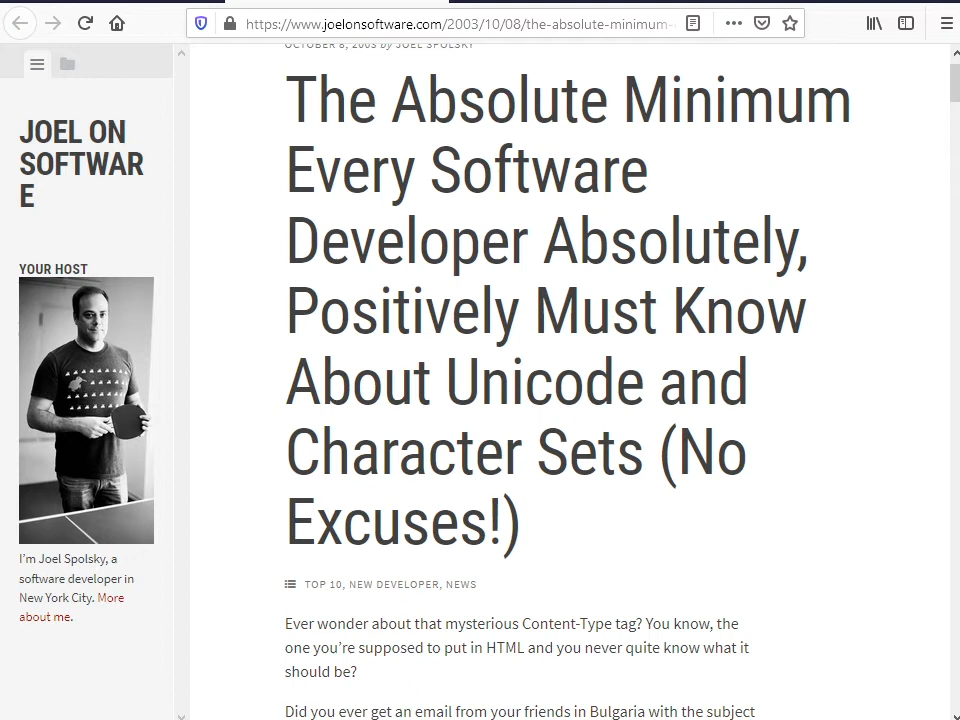 https://www.joelonsoftware.com/2003/10/08/the-absolute-minimum-
JOEL ON
SOFTWAR
E
YOUR HOST
I'm Joel Spolsky, a
software developer in
New York City. More
about me.
OCTOBER 8, 2003 by JOEL SPOLSKY
The Absolute Minimum
Every Software
Developer Absolutely,
Positively Must Know
About Unicode and
Character Sets (No
Excuses!)
TOP 10, NEW DEVELOPER, NEWS
Ever wonder about that mysterious Content-Type tag? You know, the
one you're supposed to put in HTML and you never quite know what it
should be?
Did you ever get an email from your friends in Bulgaria with the subject